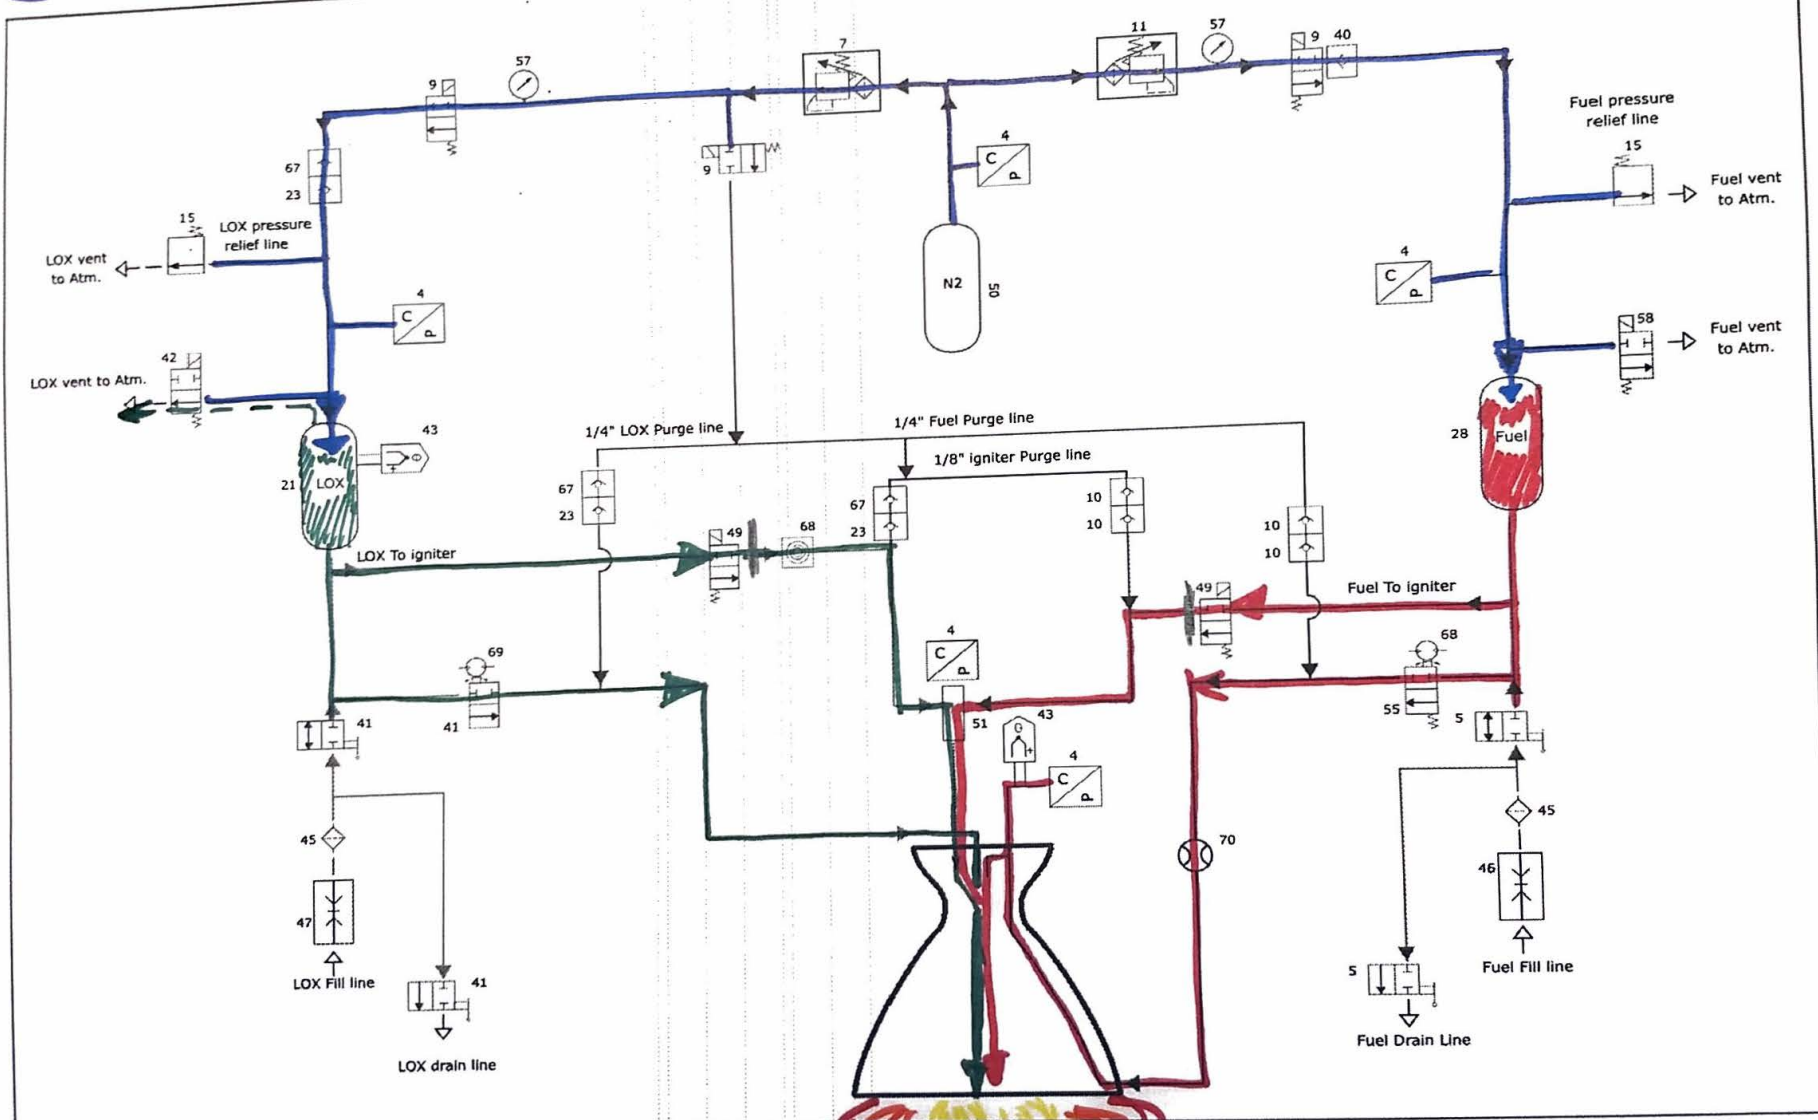 57
9
7
11
57
9
40
67
23
9
C
P
4
Fuel pressure
relief line
15
Fuel vent
to Atm.
15
LOX pressure
relief line
LOX vent
to Atm.
N2
50
4
C
P
4
C
P
58
Fuel vent
to Atm.
42
LOX vent to Atm.
43
21
LOX
θ
+
1/4" LOX Purge line
1/4" Fuel Purge line
1/8" igniter Purge line
28
Fuel
67
23
67
23
10
10
10
10
LOX To igniter
49
68
49
Fuel To igniter
69
41
41
4
C
P
51
43
θ
+
4
C
P
68
55
5
45
47
LOX Fill line
41
LOX drain line
70
45
46
Fuel Fill line
5
Fuel Drain Line